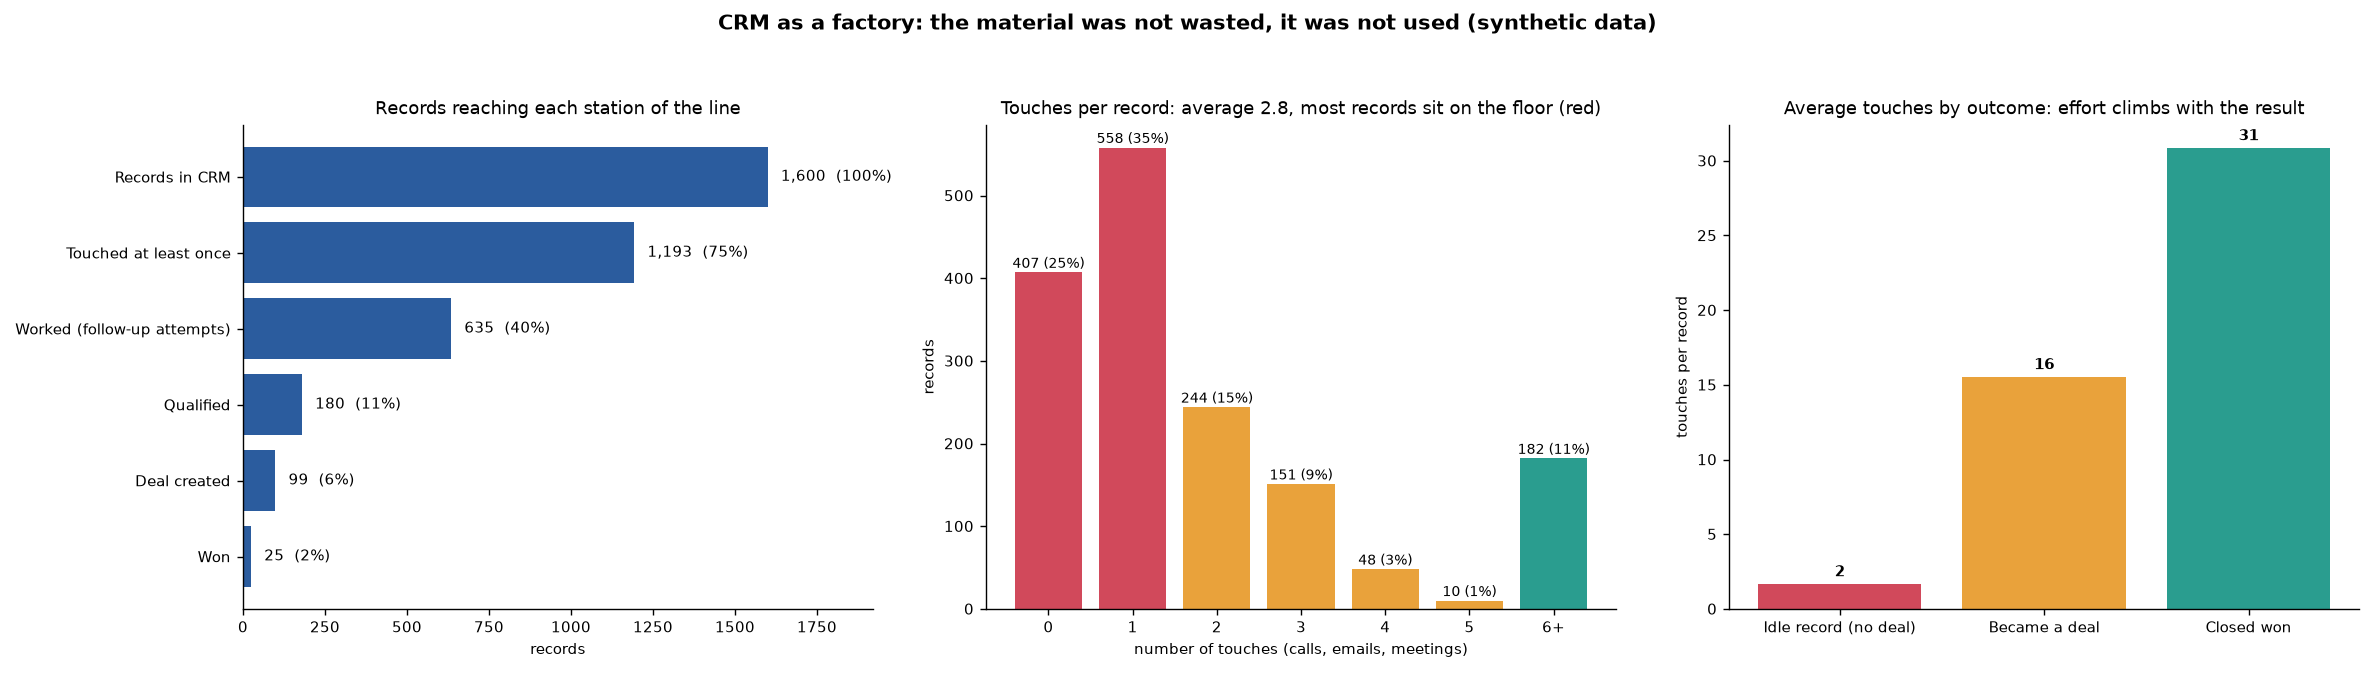 CRM as a factory: the material was not wasted, it was not used (synthetic data)
Records reaching each station of the line
Records in CRM
1,600 (100%)
Touched at least once
1,193 (75%)
Worked (follow-up attempts)
635 (40%)
Qualified
180 (11%)
Deal created
99 (6%)
Won
25 (2%)
0 250 500 750 1000 1250 1500 1750
records
Touches per record: average 2.8, most records sit on the floor (red)
records
500
400
300
200
100
0
407 (25%)
558 (35%)
244 (15%)
151 (9%)
48 (3%)
10 (1%)
182 (11%)
0 1 2 3 4 5 6+
number of touches (calls, emails, meetings)
Average touches by outcome: effort climbs with the result
touches per record
30
25
20
15
10
5
0
2
16
31
Idle record (no deal)
Became a deal
Closed won